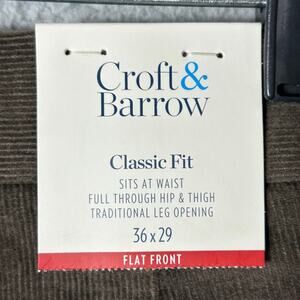 Croft&
Barrow
Classic Fit
SITS AT WAIST
FULL THROUGH HIP & THIGH
TRADITIONAL LEG OPENING
36 x 29
FLAT FRONT